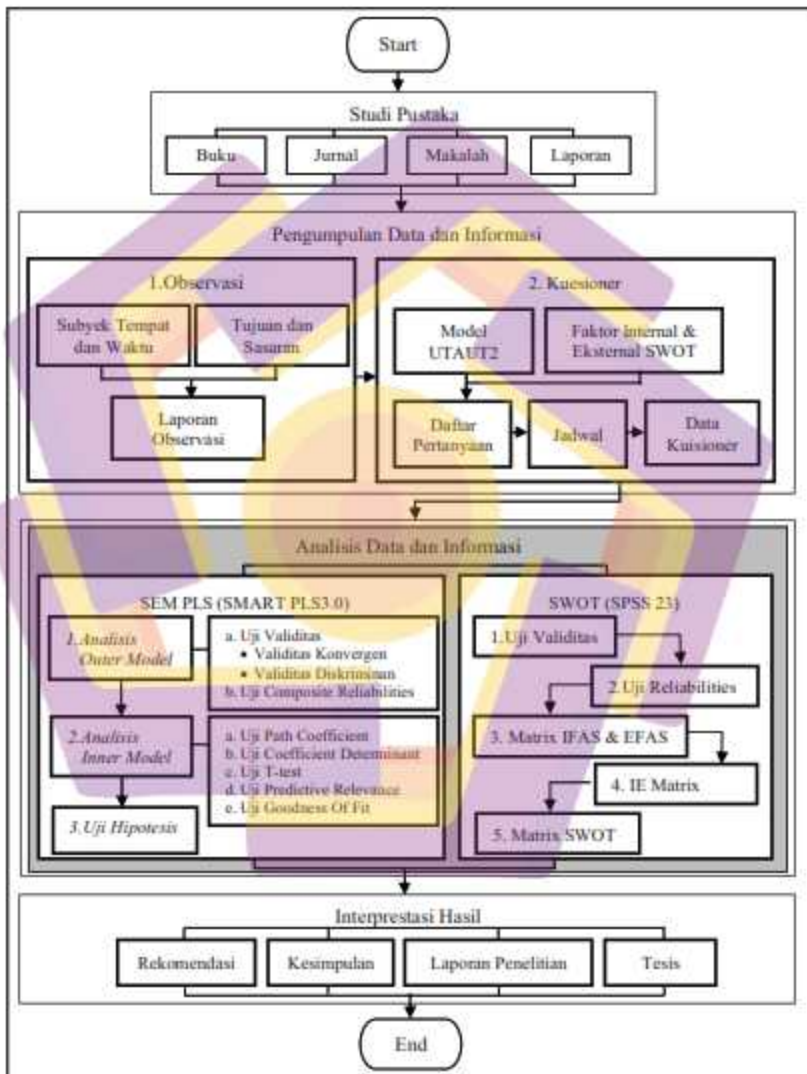 Start
Studi Pustaka
Buku
Jurnal
Makalah
Laporan
Pengumpulan Data dan Informasi
1.Observasi
Subyek Tempat
dan Waktu
Tujuan dan
Sasaran
Laporan
Observasi
2. Kuesioner
Model
UTAUT2
Faktor internal &
Eksternal SWOT
Daftar
Pertanyaan
Jadwal
Data
Kuisioner
Analisis Data dan Informasi
SEM PLS (SMART PLS3.0)
1.Analisis
Outer Model
a. Uji Validitas
• Validitas Konvergen
• Validitas Diskriminan
b. Uji Composite Reliabilities
2.Analisis
Inner Model
a. Uji Path Coefficient
b. Uji Coefficient Determinant
c. Uji T-test
d. Uji Predictive Relevance
e. Uji Goodness Of Fit
3.Uji Hipotesis
SWOT (SPSS 23)
1.Uji Validitas
2.Uji Reliabilities
3. Matrix IFAS & EFAS
4. IE Matrix
5. Matrix SWOT
Interprestasi Hasil
Rekomendasi
Kesimpulan
Laporan Penelitian
Tesis
End